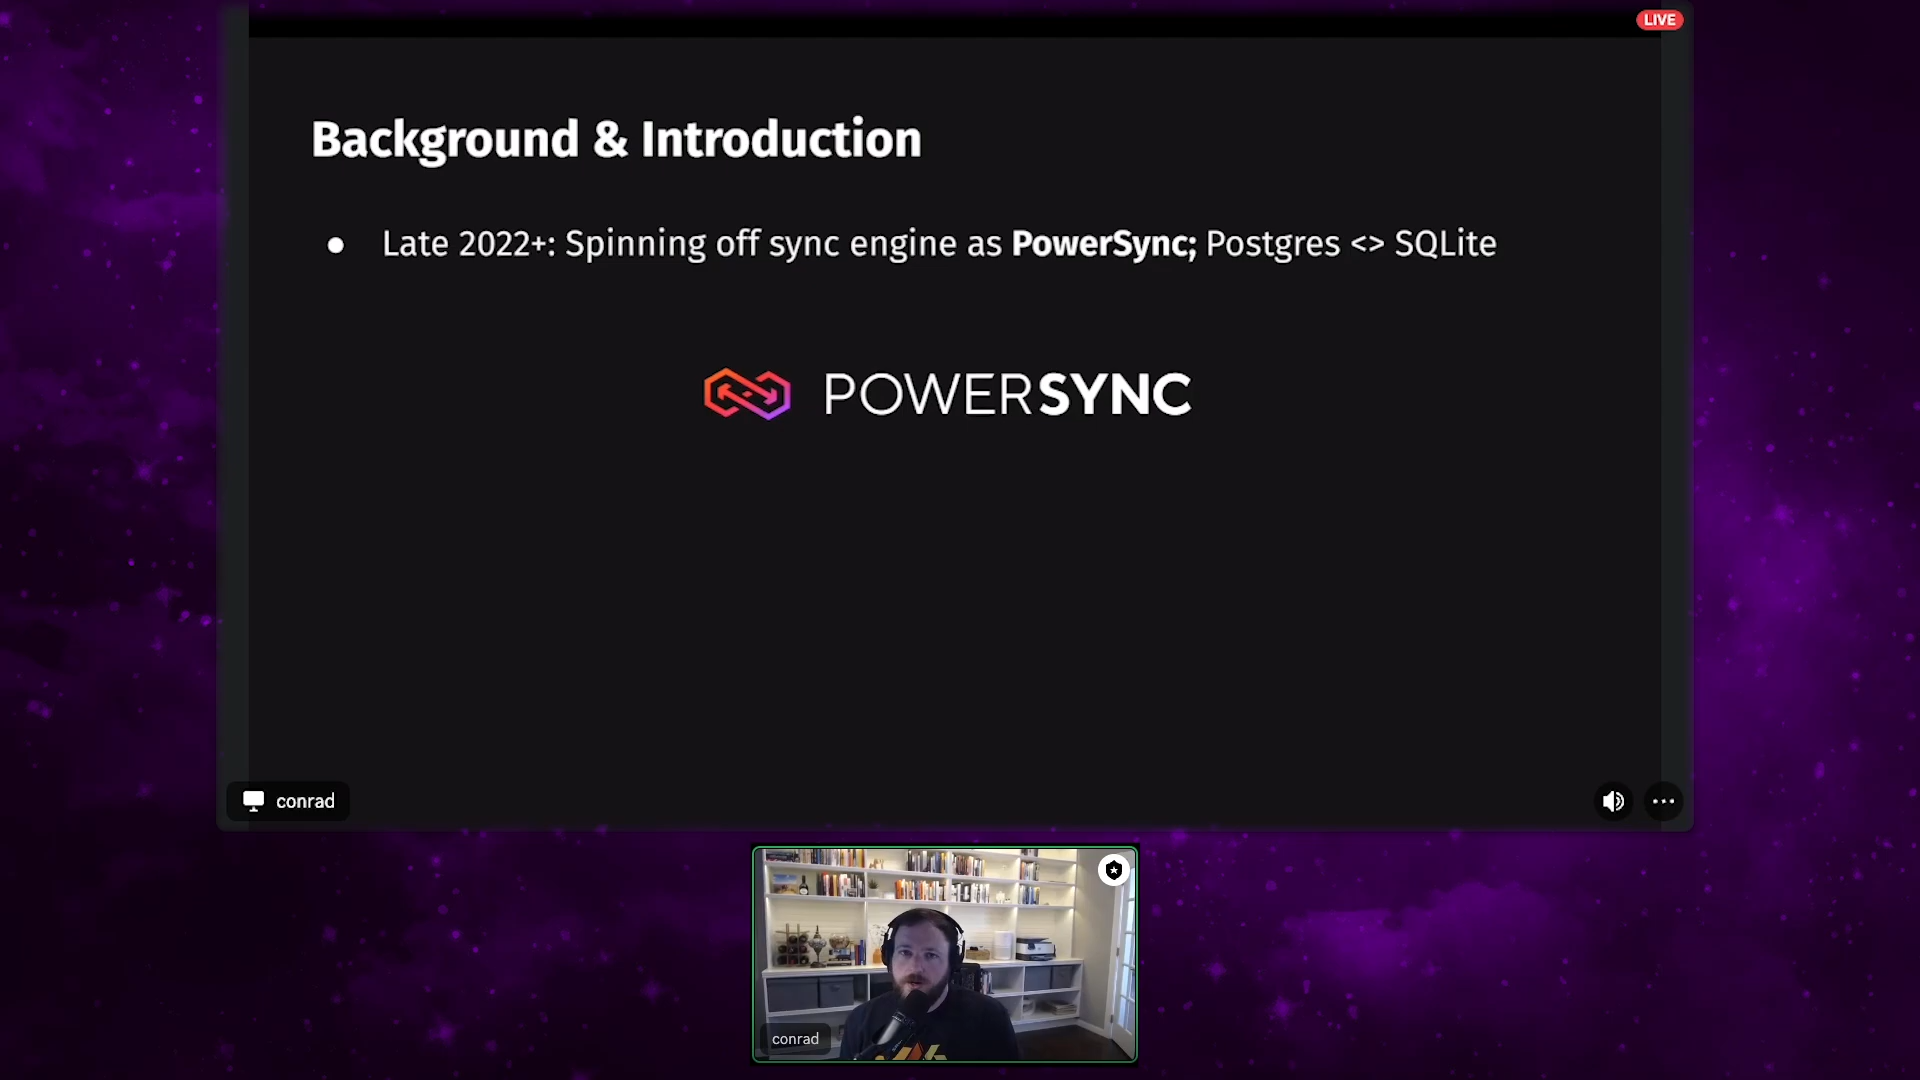 LIVE
Background & Introduction
● Late 2022+: Spinning off sync engine as PowerSync; Postgres <> SQLite
POWERSYNC
conrad
conrad